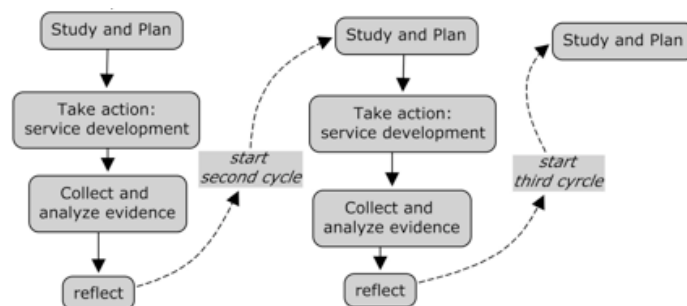 Study and Plan
Take action:
service development
Collect and
analyze evidence
reflect
start
second cycle
Study and Plan
Take action:
service development
Collect and
analyze evidence
reflect
start
third cyrcle
Study and Plan